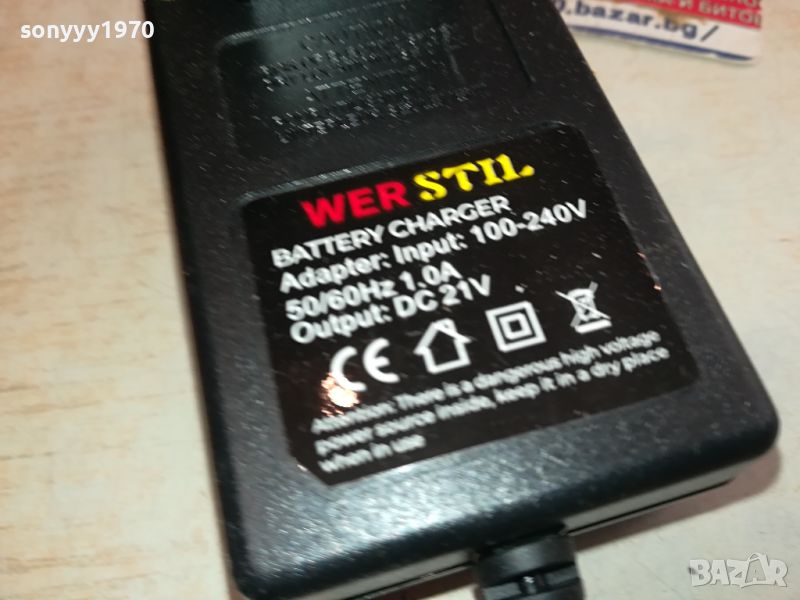 sonyyy1970
И БИТО
.bazar.bg/
WER STIL
BATTERY CHARGER
Adapter: Input: 100-240V
50/60Hz 1.0A
Output: DC 21V
CE
Attention: There is a dangerous high voltage
power source inside, keep it in a dry place
when in use
BAZAR